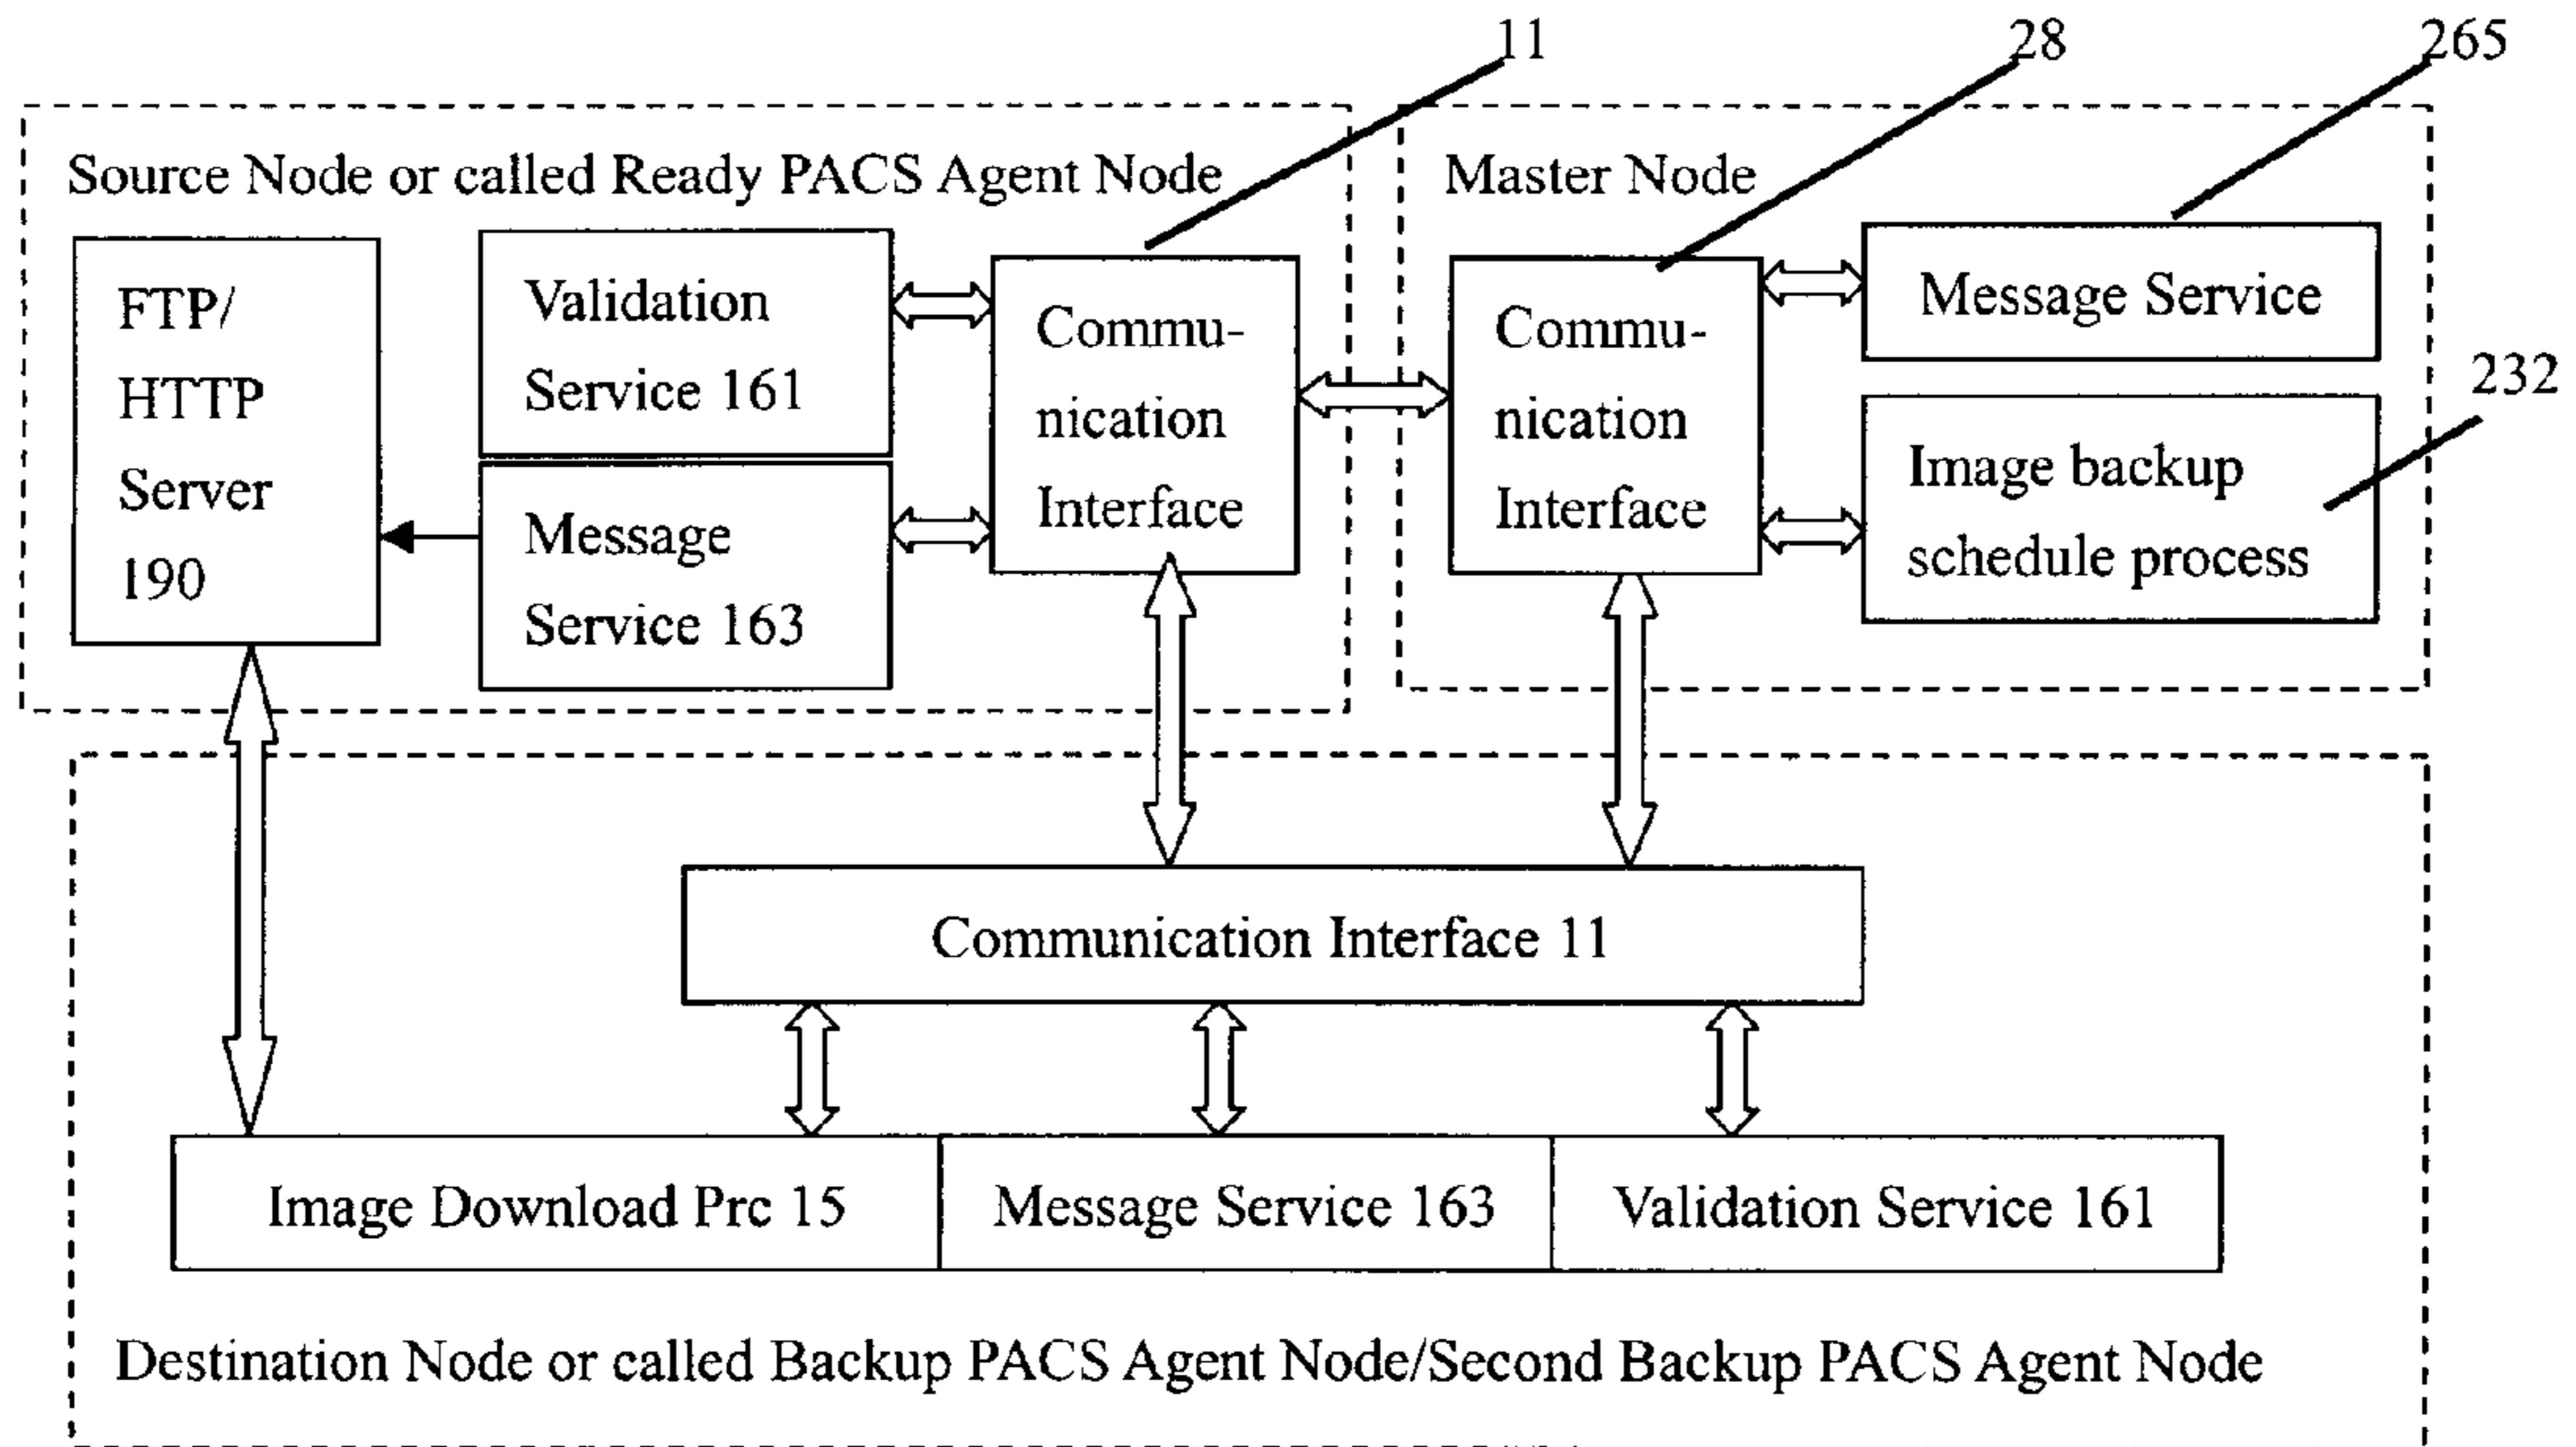 11
28
265
Source Node or called Ready PACS Agent Node
Master Node
FTP/
HTTP
Server
190
Validation
Service 161
Message
Service 163
Commu-
nication
Interface
Commu-
nication
Interface
Message Service
232
Image backup
schedule process
Communication Interface 11
Image Download Prc 15
Message Service 163
Validation Service 161
Destination Node or called Backup PACS Agent Node/Second Backup PACS Agent Node